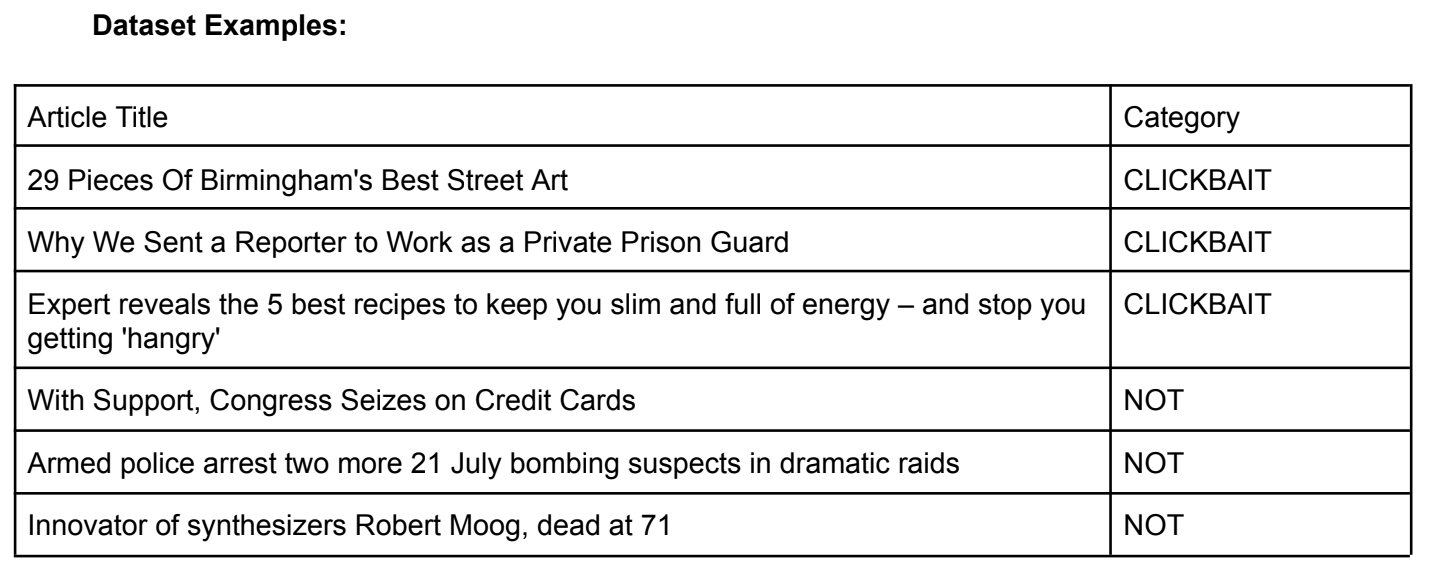 Dataset Examples:
Article Title
Category
29 Pieces Of Birmingham's Best Street Art
CLICKBAIT
Why We Sent a Reporter to Work as a Private Prison Guard
CLICKBAIT
Expert reveals the 5 best recipes to keep you slim and full of energy – and stop you
getting 'hangry'
CLICKBAIT
With Support, Congress Seizes on Credit Cards
NOT
Armed police arrest two more 21 July bombing suspects in dramatic raids
NOT
Innovator of synthesizers Robert Moog, dead at 71
NOT